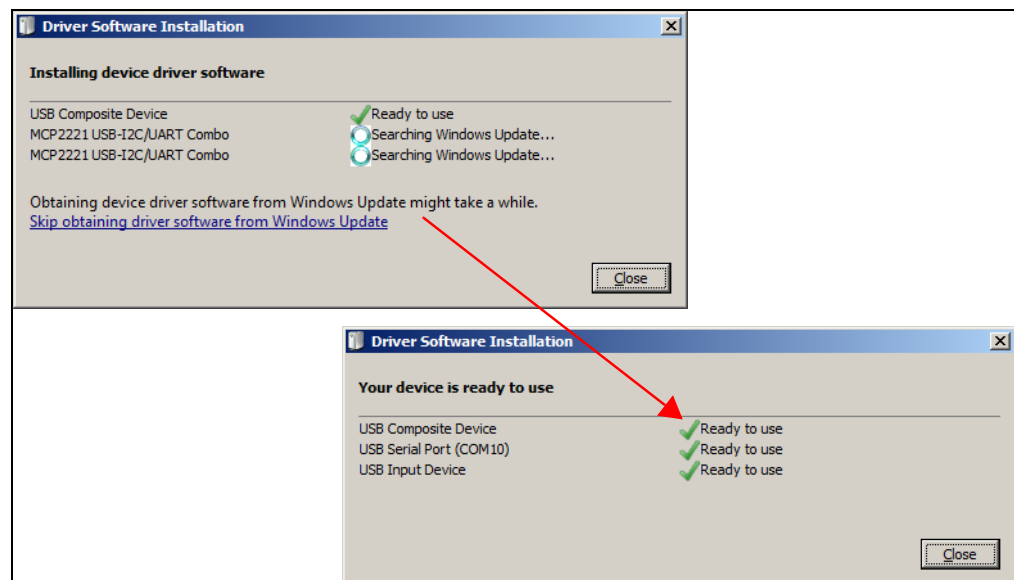 Driver Software Installation
Installing device driver software
USB Composite Device Ready to use
MCP2221 USB-I2C/UART Combo Searching Windows Update...
MCP2221 USB-I2C/UART Combo Searching Windows Update...
Obtaining device driver software from Windows Update might take a while.
Skip obtaining driver software from Windows Update
Close
Driver Software Installation
Your device is ready to use
USB Composite Device Ready to use
USB Serial Port (COM10) Ready to use
USB Input Device Ready to use
Close